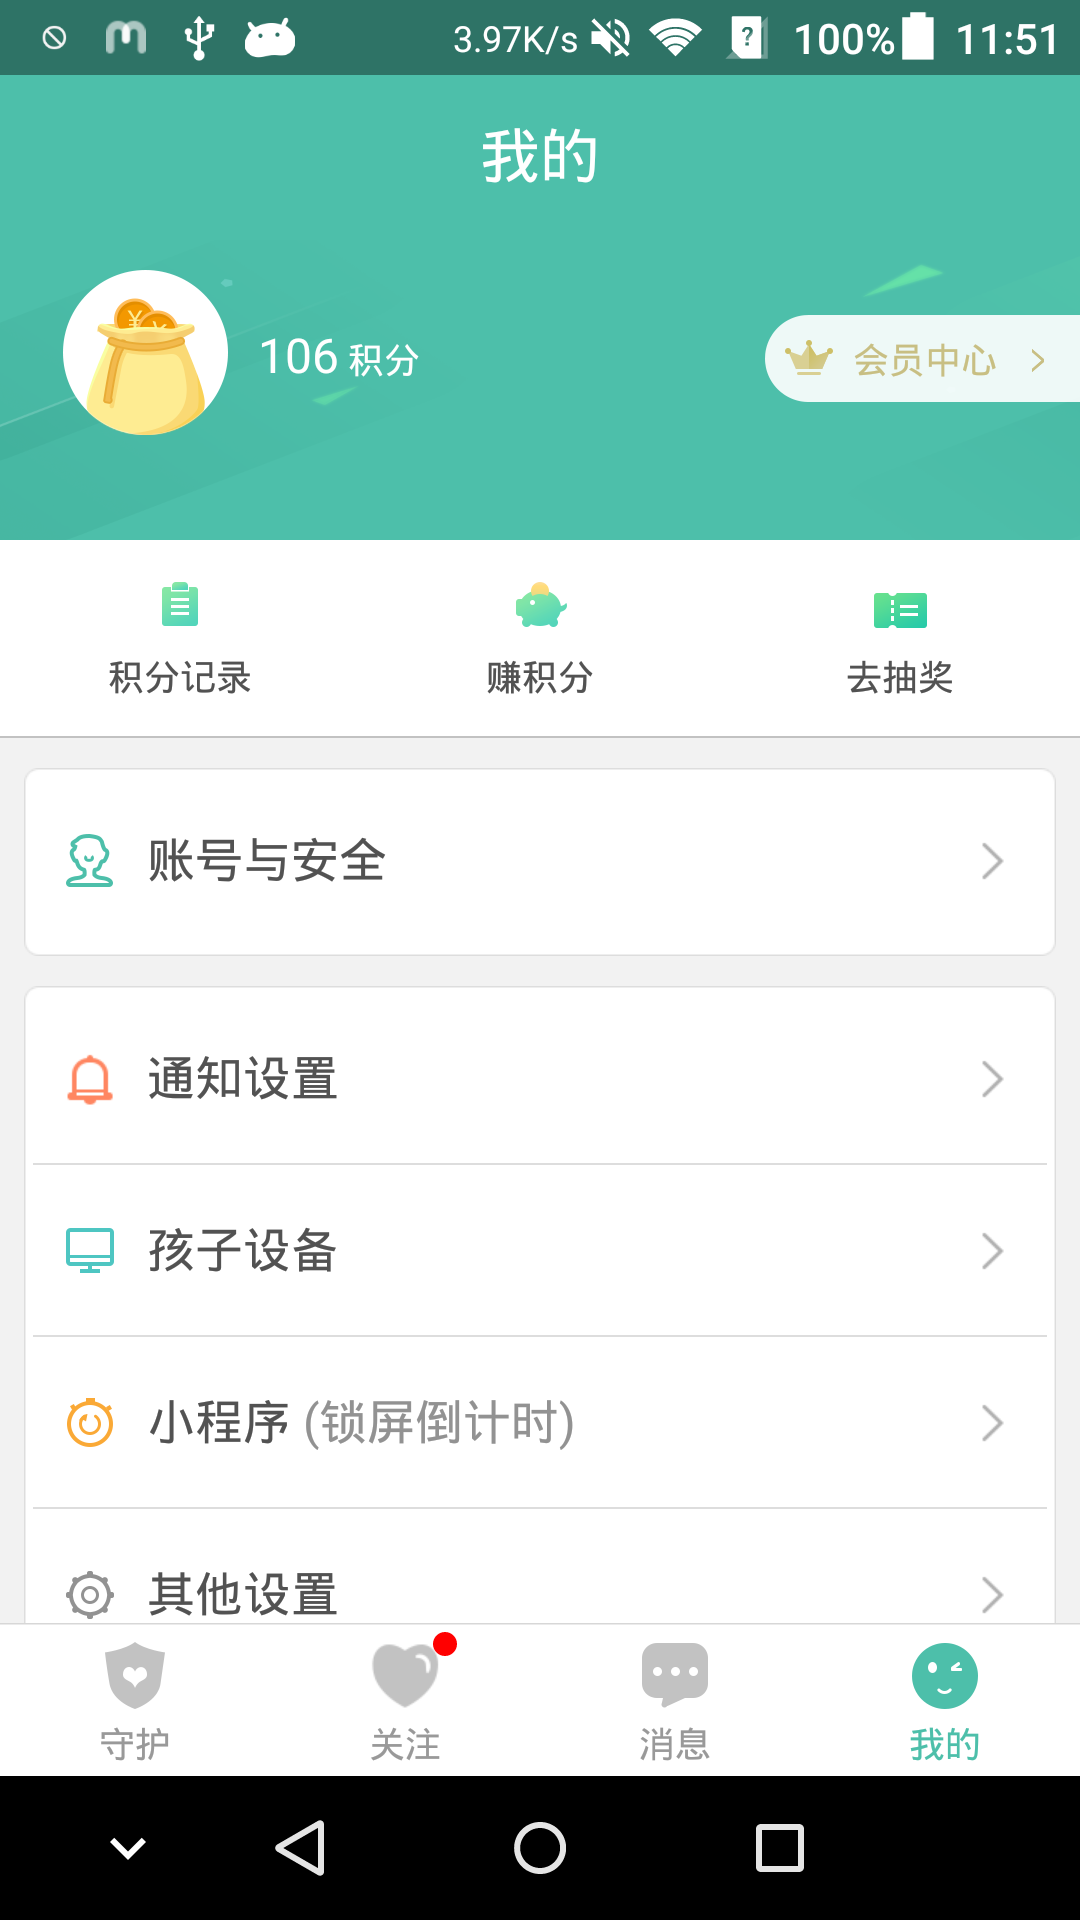 3.97K/s 100% 11:51
我的
106 积分
会员中心
积分记录 赚积分 去抽奖
账号与安全
通知设置
孩子设备
小程序 (锁屏倒计时)
其他设置
守护 关注 消息 我的